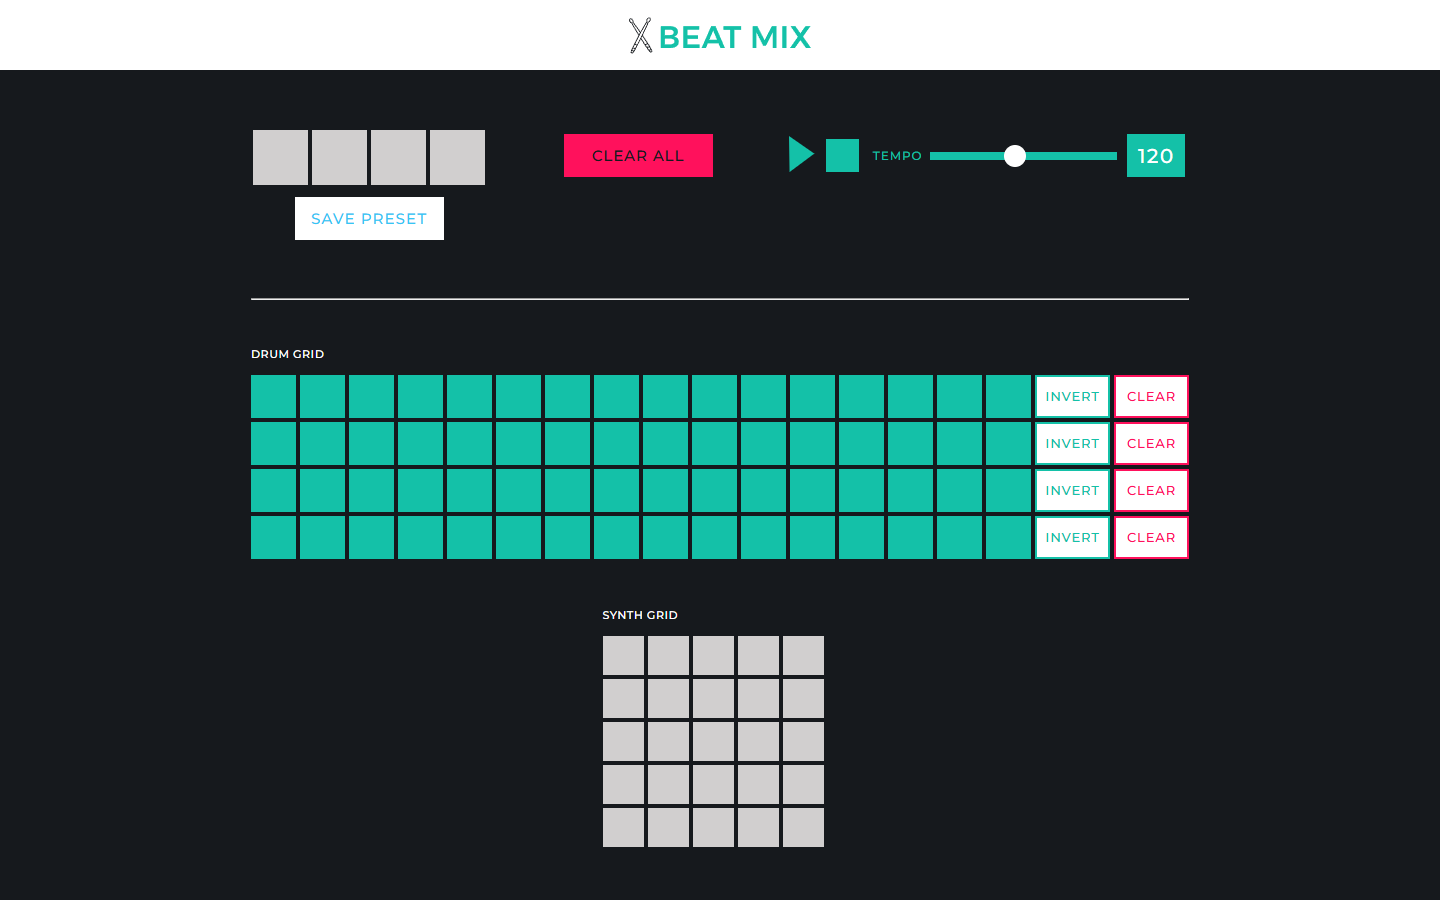 BEAT MIX
CLEAR ALL
TEMPO
120
SAVE PRESET
DRUM GRID
INVERT CLEAR
INVERT CLEAR
INVERT CLEAR
INVERT CLEAR
SYNTH GRID